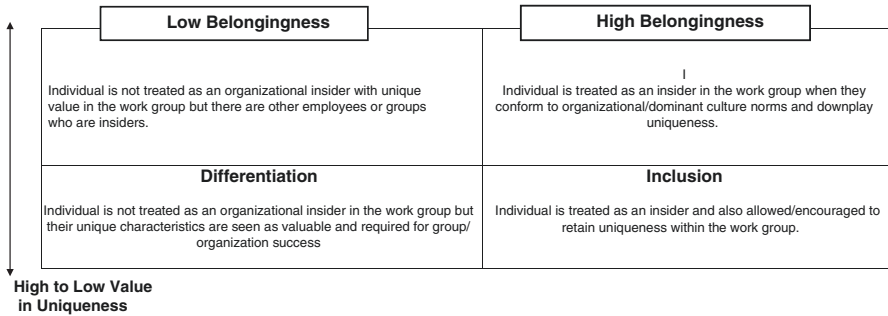 Low Belongingness
High Belongingness
Individual is not treated as an organizational insider with unique
value in the work group but there are other employees or groups
who are insiders.
I
Individual is treated as an insider in the work group when they
conform to organizational/dominant culture norms and downplay
uniqueness.
Differentiation
Individual is not treated as an organizational insider in the work group but
their unique characteristics are seen as valuable and required for group/
organization success
Inclusion
Individual is treated as an insider and also allowed/encouraged to
retain uniqueness within the work group.
High to Low Value
in Uniqueness